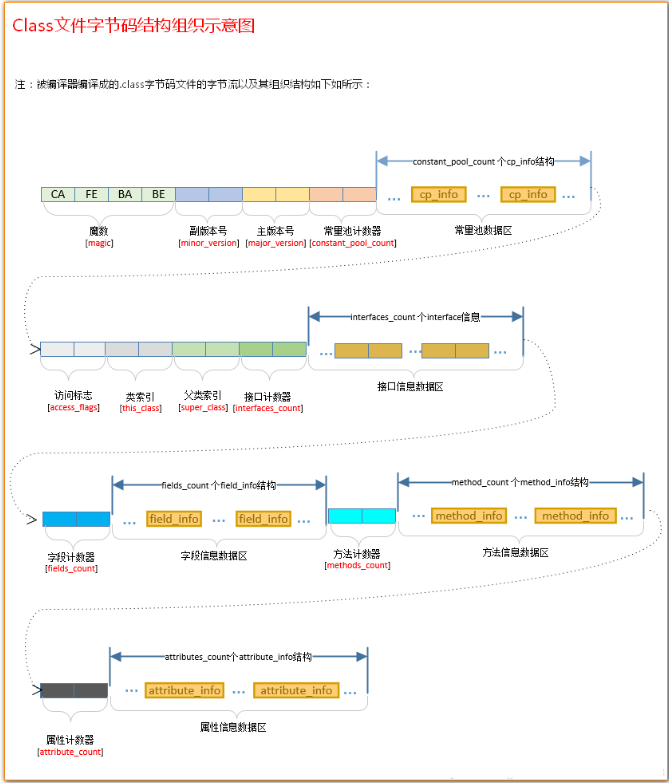 Class文件字节码结构组织示意图
注：被编译器编译成的.class字节码文件的字节流以及其组织结构如下如所示：
constant_pool_count 个cp_info结构
CA FE BA BE ... cp_info ... cp_info ...
魔数 副版本号 主版本号 常量池计数器 常量池数据区
[magic] [minor_version] [major_version] [constant_pool_count]
interfaces_count 个interface信息
... ... ...
访问标志 类索引 父类索引 接口计数器 接口信息数据区
[access_flags] [this_class] [super_class] [interfaces_count]
fields_count 个field_info结构 method_count 个method_info结构
... field_info ... field_info ... ... method_info ... method_info ...
字段计数器 字段信息数据区 方法计数器 方法信息数据区
[fields_count] [methods_count]
attributes_count个attribute_info结构
... attribute_info ... attribute_info ...
属性计数器 属性信息数据区
[attribute_count]